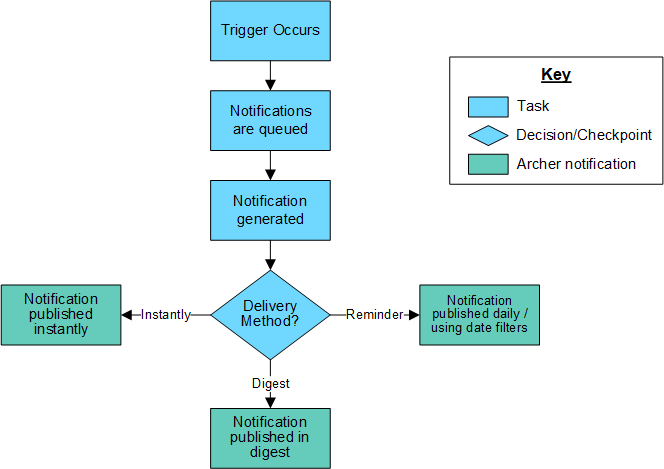 Trigger Occurs
Key
Task
Decision/Checkpoint
Archer notification
Notifications
are queued
Notification
generated
Delivery
Method?
Instantly
Reminder
Digest
Notification
published
instantly
Notification
published daily /
using date filters
Notification
published in
digest